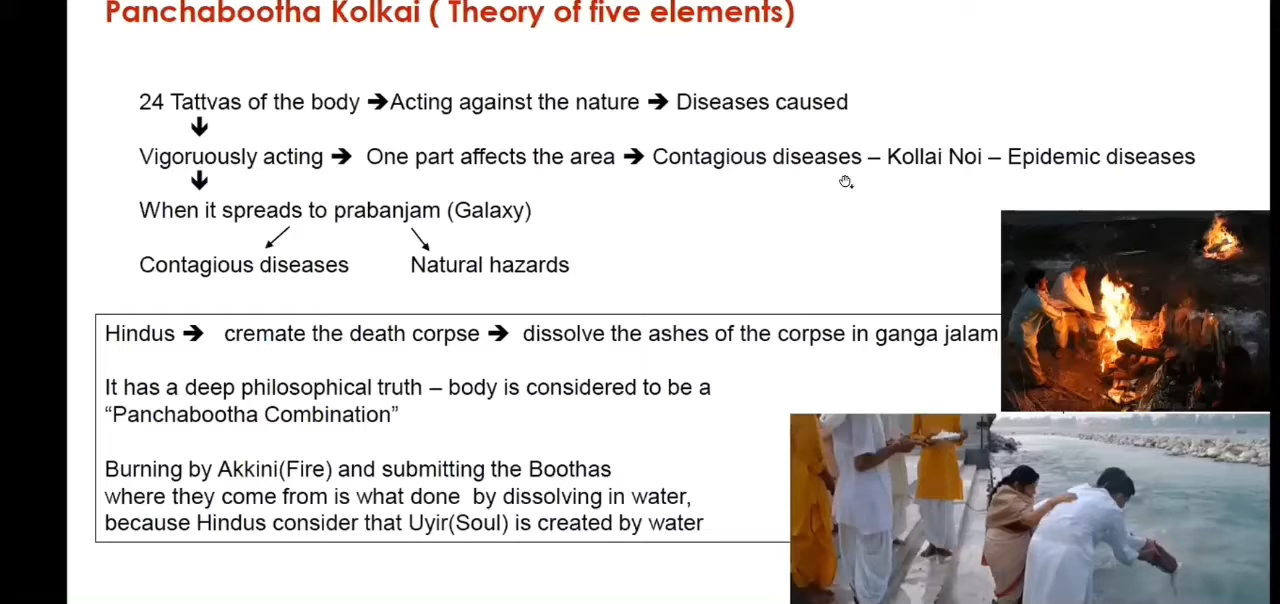 Panchabootha Kolkai ( Theory of five elements)
24 Tattvas of the body ➔Acting against the nature ➔ Diseases caused
Vigoruously acting ➔ One part affects the area ➔ Contagious diseases – Kollai Noi – Epidemic diseases
When it spreads to prabanjam (Galaxy)
Contagious diseases Natural hazards
Hindus ➔ cremate the death corpse ➔ dissolve the ashes of the corpse in ganga jalam
It has a deep philosophical truth – body is considered to be a
“Panchabootha Combination”
Burning by Akkini(Fire) and submitting the Boothas
where they come from is what done by dissolving in water,
because Hindus consider that Uyir(Soul) is created by water